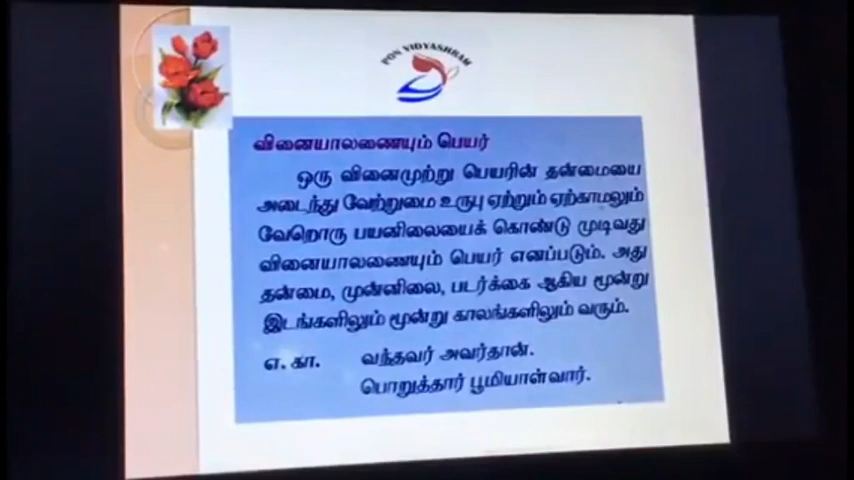 PON VIDYASHRAM
வினையாலணையும் பெயர்
ஒரு வினைமுற்று பெயரின் தன்மையை
அடைந்து வேற்றுமை உருபு ஏற்றும் ஏற்காமலும்
வேறொரு பயனிலையைக் கொண்டு முடிவது
வினையாலணையும் பெயர் எனப்படும். அது
தன்மை, முன்னிலை, படர்க்கை ஆகிய மூன்று
இடங்களிலும் மூன்று காலங்களிலும் வரும்.
எ. கா. வந்தவர் அவர்தான்.
பொறுத்தார் பூமியாள்வார்.